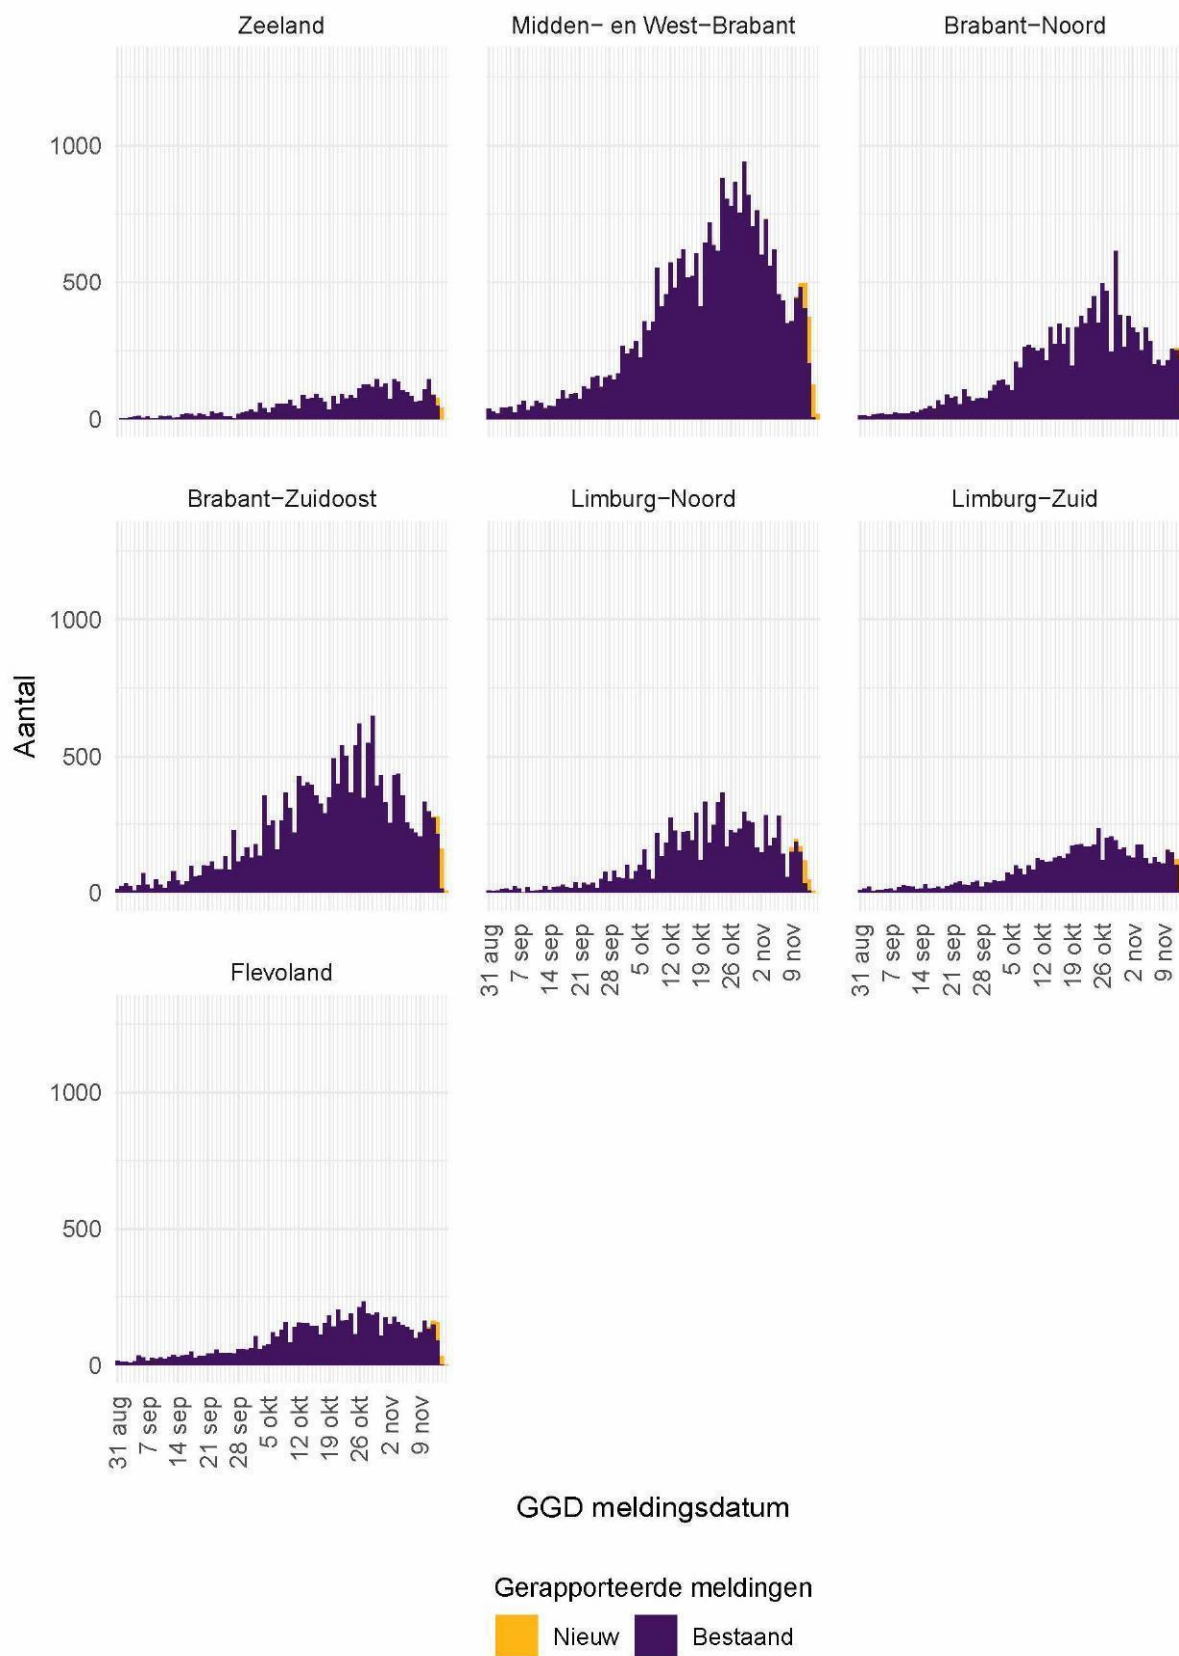 Zeeland
Midden- en West-Brabant
Brabant-Noord
1000
500
0
Brabant-Zuidoost
Limburg-Noord
Limburg-Zuid
1000
500
0
Aantal
31 aug
7 sep
14 sep
21 sep
28 sep
5 okt
12 okt
19 okt
26 okt
2 nov
9 nov
31 aug
7 sep
14 sep
21 sep
28 sep
5 okt
12 okt
19 okt
26 okt
2 nov
9 nov
Flevoland
1000
500
0
31 aug
7 sep
14 sep
21 sep
28 sep
5 okt
12 okt
19 okt
26 okt
2 nov
9 nov
GGD meldingsdatum
Gerapporteerde meldingen
Nieuw
Bestaand